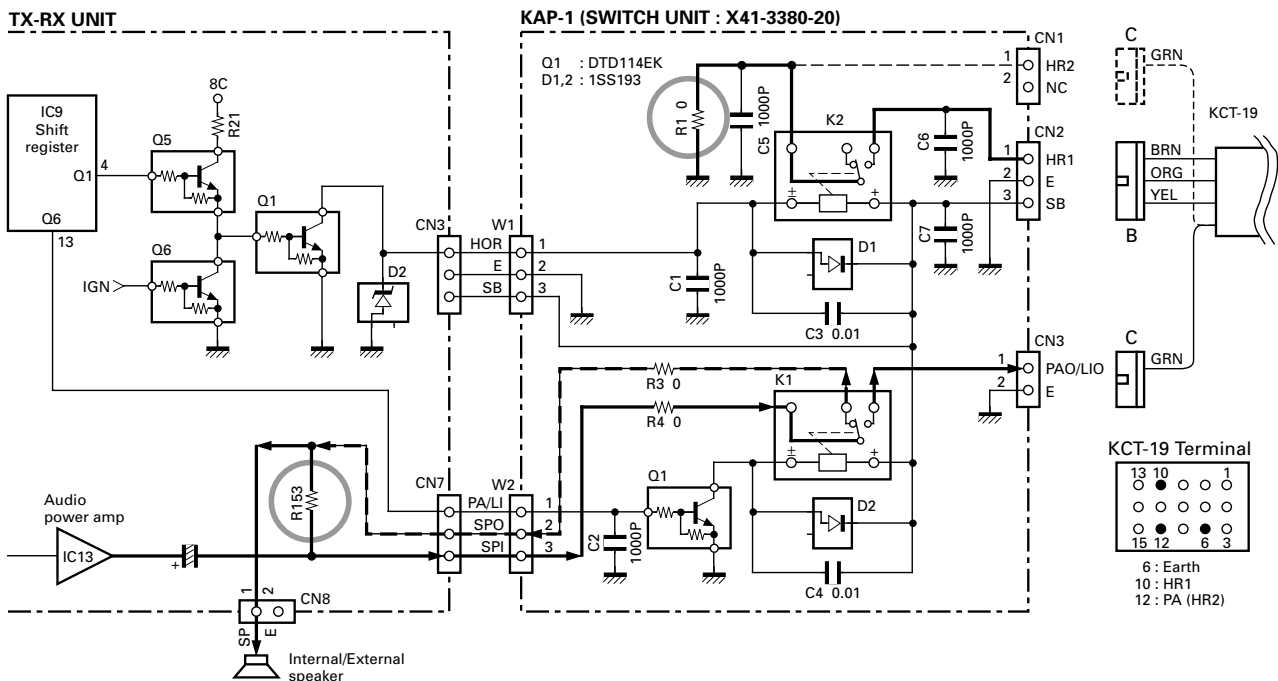 TX-RX UNIT
KAP-1 (SWITCH UNIT : X41-3380-20)
IC9
Shift
register
Q1
4
Q6
13
8C
R21
Q5
Q1
Q6
IGN
D2
CN3
HOR
E
SB
W1
1
2
3
Q1 : DTD114EK
D1,2 : 1SS193
R1 0
C5
1000P
K2
±
+
C6
1000P
C7
1000P
C1
1000P
D1
C3 0.01
CN1
1 HR2
2 NC
CN2
1 HR1
2 E
3 SB
CN3
1 PAO/LIO
2 E
C
GRN
KCT-19
BRN
ORG
YEL
B
C
GRN
R3 0
R4 0
K1
±
+
Q1
D2
C4 0.01
C2
1000P
CN7
PA/LI
SPO
SPI
W2
1
2
3
R153
Audio
power amp
IC13
+
1
2
CN8
SP
E
Internal/External
speaker
KCT-19 Terminal
13 10 1
15 12 6 3
6 : Earth
10 : HR1
12 : PA (HR2)